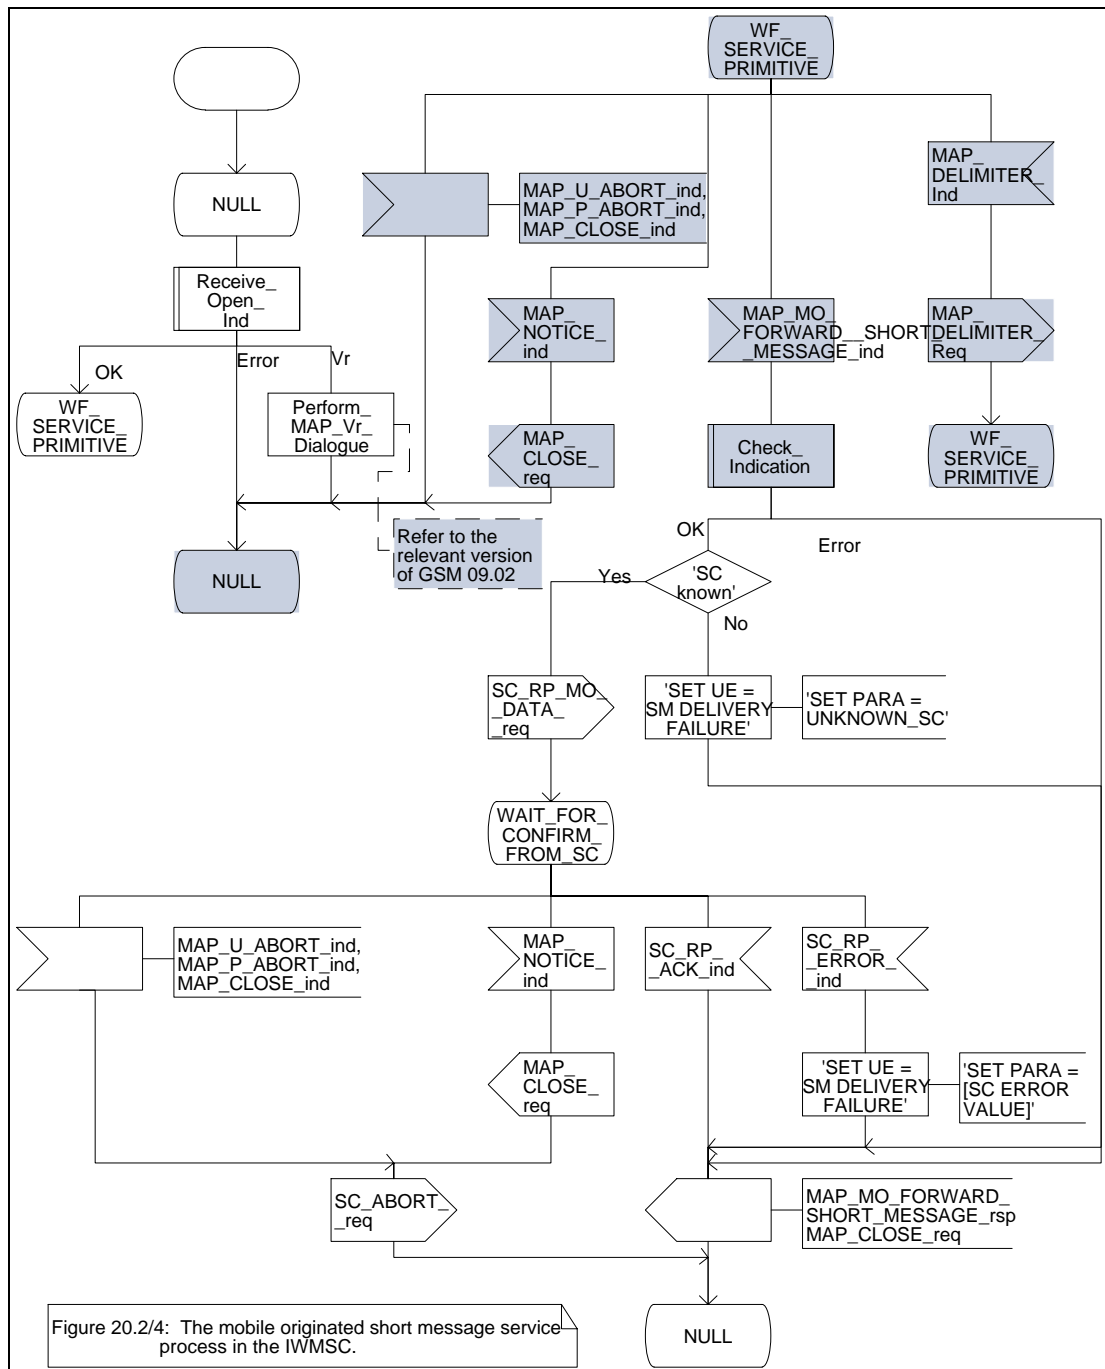 WF_
SERVICE_
PRIMITIVE
NULL
MAP_U_ABORT_ind,
MAP_P_ABORT_ind,
MAP_CLOSE_ind
MAP_
DELIMITER_
Ind
Receive_
Open_
Ind
OK
Error
Vr
WF_
SERVICE_
PRIMITIVE
Perform_
MAP_Vr_
Dialogue
MAP_
NOTICE_
ind
MAP_MO_
FORWARD__SHORT_
_MESSAGE_ind
MAP_
DELIMITER_
Req
MAP_
CLOSE_
req
Check_
Indication
WF_
SERVICE_
PRIMITIVE
NULL
Refer to the
relevant version
of GSM 09.02
OK
Error
Yes
'SC
known'
No
SC_RP_MO_
_DATA_
_req
'SET UE =
SM DELIVERY
FAILURE'
'SET PARA =
UNKNOWN_SC'
WAIT_FOR_
CONFIRM_
FROM_SC
MAP_U_ABORT_ind,
MAP_P_ABORT_ind,
MAP_CLOSE_ind
MAP_
NOTICE_
ind
SC_RP_
_ACK_ind
SC_RP_
_ERROR_
_ind
MAP_
CLOSE_
req
'SET UE =
SM DELIVERY
FAILURE'
'SET PARA =
[SC ERROR
VALUE]'
SC_ABORT_
_req
MAP_MO_FORWARD_
SHORT_MESSAGE_rsp
MAP_CLOSE_req
NULL
Figure 20.2/4: The mobile originated short message service
process in the IWMSC.